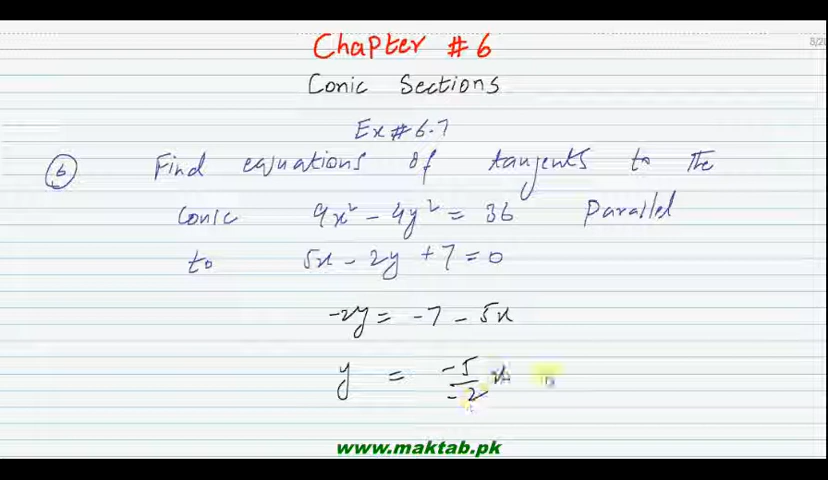 Chapter # 6
Conic Sections
Ex # 6.7
6 Find equations of tangents to the
conic 9x² - 4y² = 36 parallel
to 5x - 2y + 7 = 0
-2y = -7 - 5x
y = -5/-2 x
www.maktab.pk